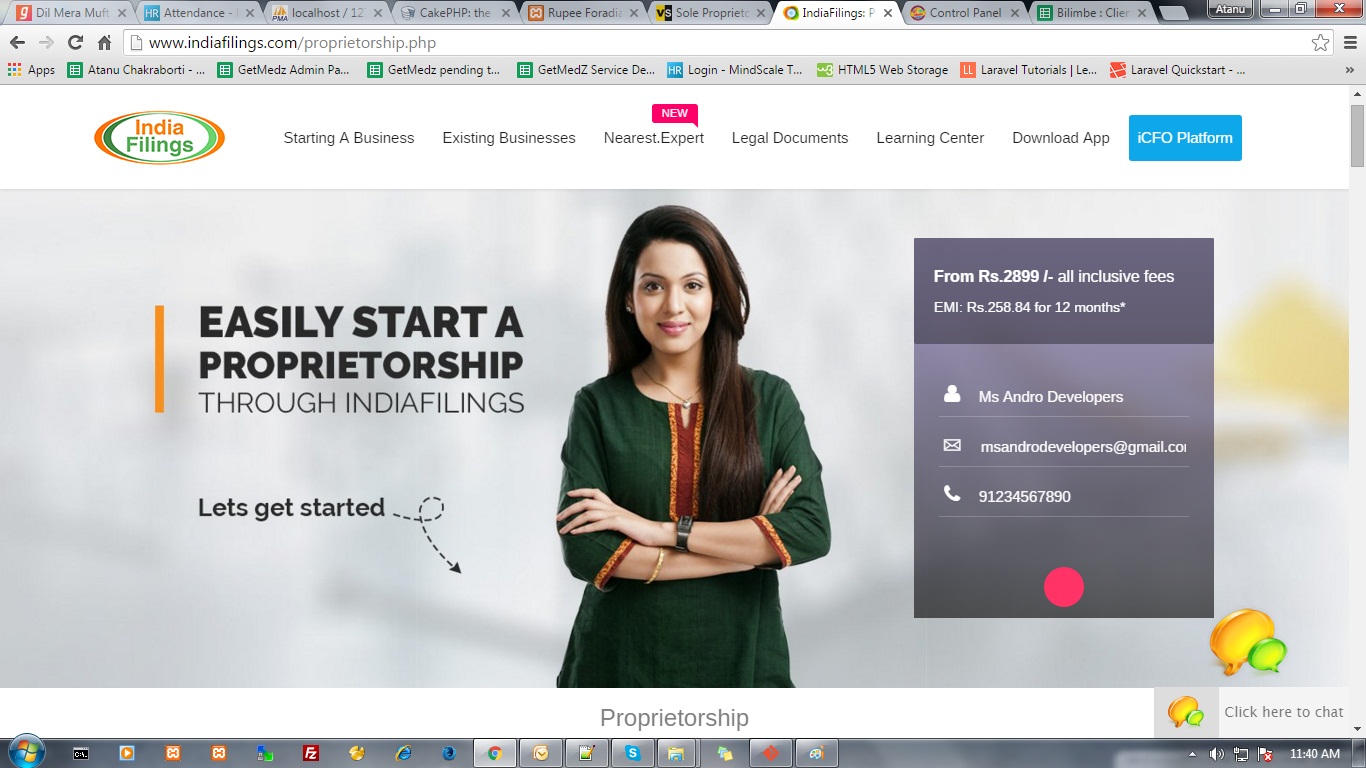 Dil Mera Muft
Attendance -
localhost / 12
CakePHP: the
Rupee Foradia
Sole Propriet
IndiaFilings: P
Control Panel
Bilimbe : Clien
Atanu
www.indiafilings.com/proprietorship.php
Apps
Atanu Chakraborti - ...
GetMedz Admin Pa...
GetMedz pending t...
GetMedZ Service De...
HR
Login - MindScale T...
HTML5 Web Storage
Laravel Tutorials | Le...
Laravel Quickstart - ...
NEW
India
Filings
Starting A Business
Existing Businesses
Nearest.Expert
Legal Documents
Learning Center
Download App
iCFO Platform
EASILY START A
PROPRIETORSHIP
THROUGH INDIAFILINGS
Lets get started
From Rs.2899 /- all inclusive fees
EMI: Rs.258.84 for 12 months*
Ms Andro Developers
msandrodevelopers@gmail.co
91234567890
Proprietorship
Click here to chat
11:40 AM